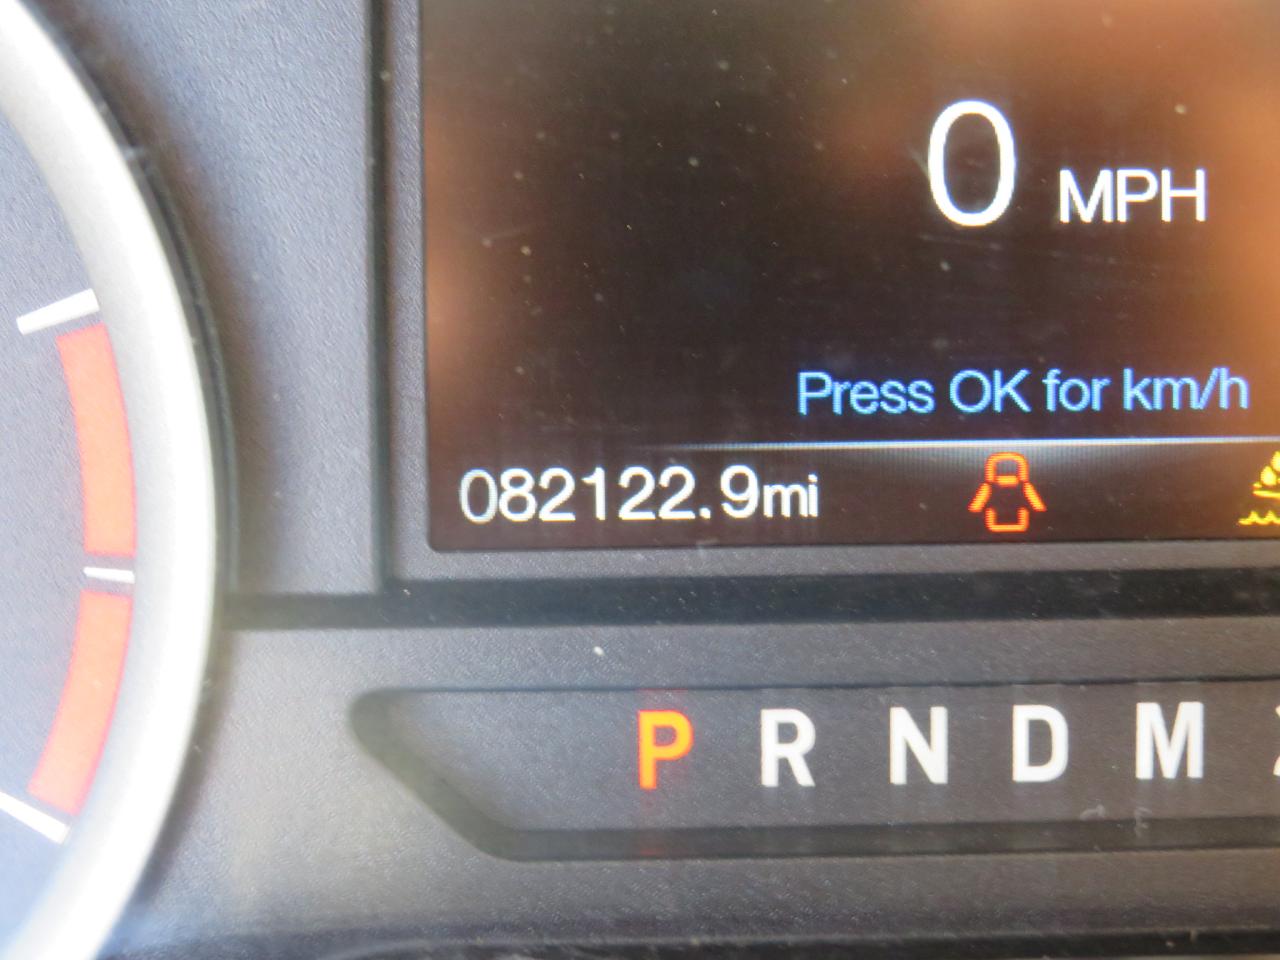 0 MPH
Press OK for km/h
082122.9mi
P R N D M